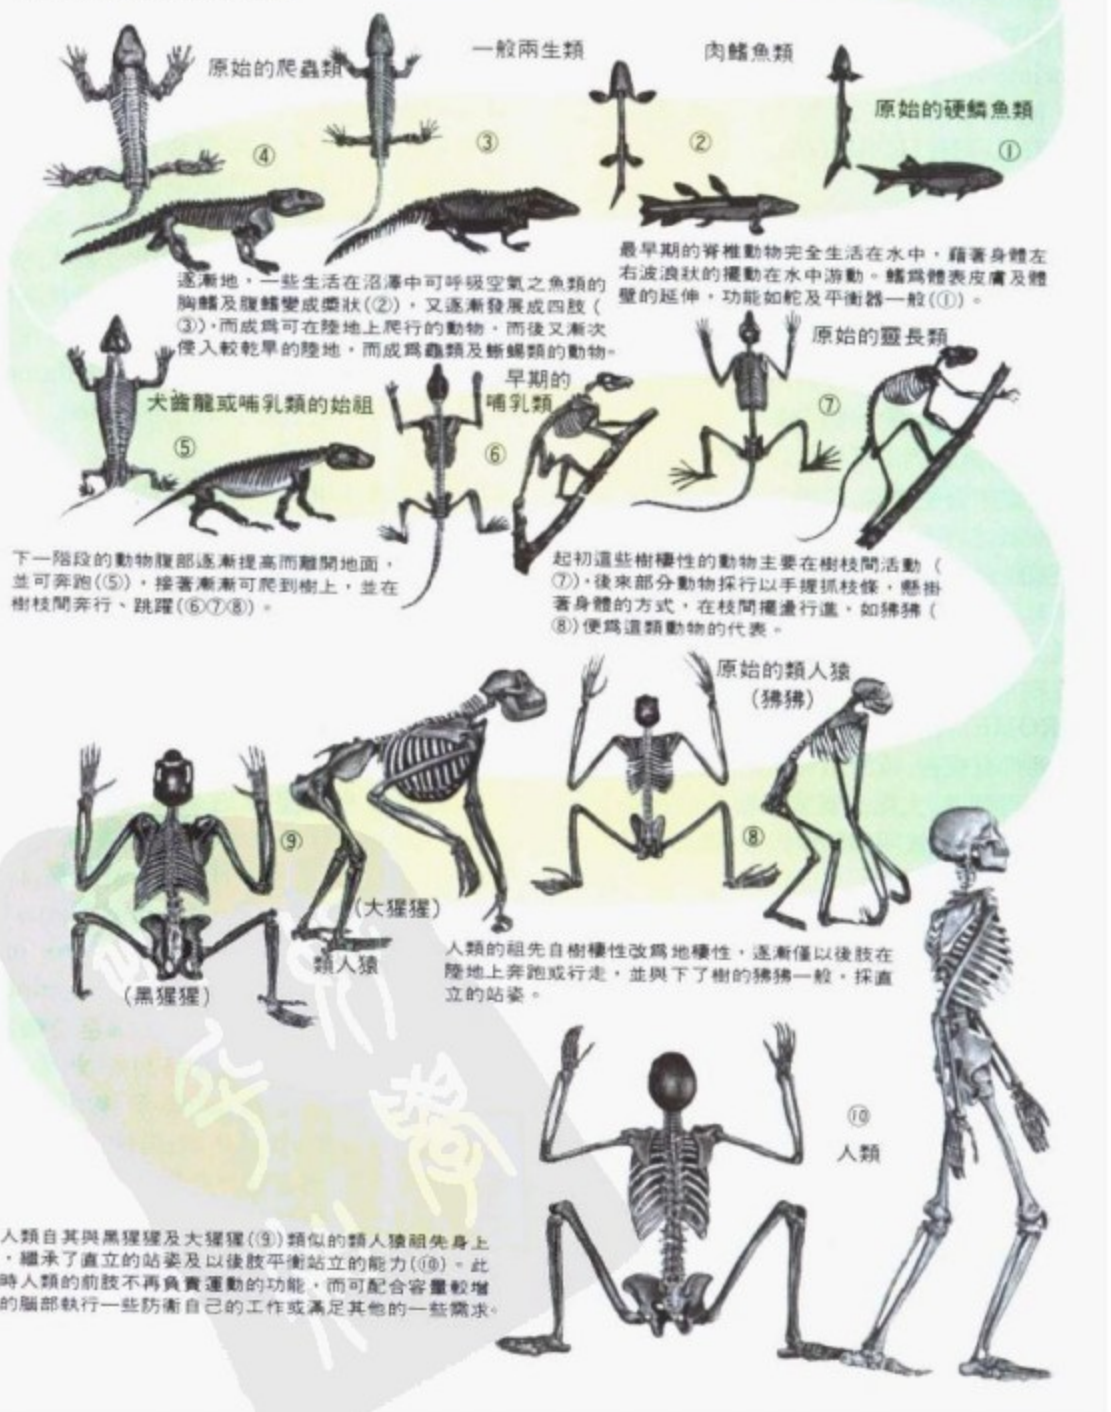 原始的爬蟲類
一般兩生類
肉鰭魚類
原始的硬鱗魚類
④
③
②
①
最早期的脊椎動物完全生活在水中，藉著身體左
右波浪狀的擺動在水中游動。鰭爲體表皮膚及體
壁的延伸，功能如舵及平衡器一般(①)。
逐漸地，一些生活在沼澤中可呼吸空氣之魚類的
胸鰭及腹鰭變成槳狀(②)，又逐漸發展成四肢(
③)，而成爲可在陸地上爬行的動物，而後又漸次
侵入較乾旱的陸地，而成爲龜類及蜥蜴類的動物。
犬齒龍或哺乳類的始祖
⑤
早期的
哺乳類
⑥
原始的靈長類
⑦
下一階段的動物腹部逐漸提高而離開地面，
並可奔跑(⑤)，接著漸漸可爬到樹上，並在
樹枝間奔行、跳躍(⑥⑦⑧)。
起初這些樹棲性的動物主要在樹枝間活動(
⑦)，後來部分動物採行以手握抓枝條，懸掛
著身體的方式，在枝間擺盪行進，如狒狒(
⑧)便爲這類動物的代表。
原始的類人猿
(狒狒)
⑧
⑨
(大猩猩)
類人猿
(黑猩猩)
人類的祖先自樹棲性改爲地棲性，逐漸僅以後肢在
陸地上奔跑或行走，並與下了樹的狒狒一般，採直
立的站姿。
⑩
人類
人類自其與黑猩猩及大猩猩(⑨)類似的類人猿祖先身上
，繼承了直立的站姿及以後肢平衡站立的能力(⑩)。此
時人類的前肢不再負責運動的功能，而可配合容量較增
的腦部執行一些防衛自己的工作或滿足其他的一些需求。